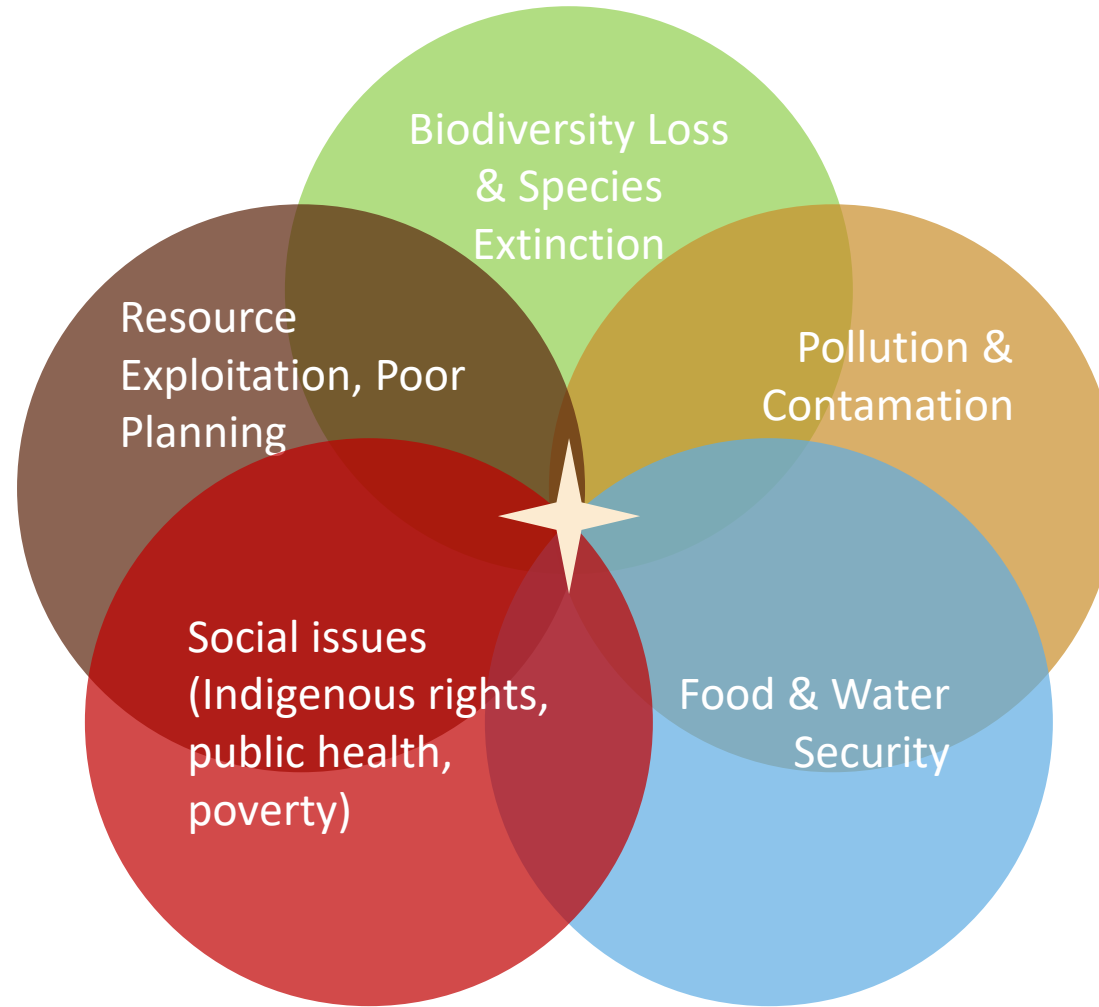 Biodiversity Loss
& Species
Extinction
Resource
Exploitation, Poor
Planning
Pollution &
Contamation
Social issues
(Indigenous rights,
public health,
poverty)
Food & Water
Security